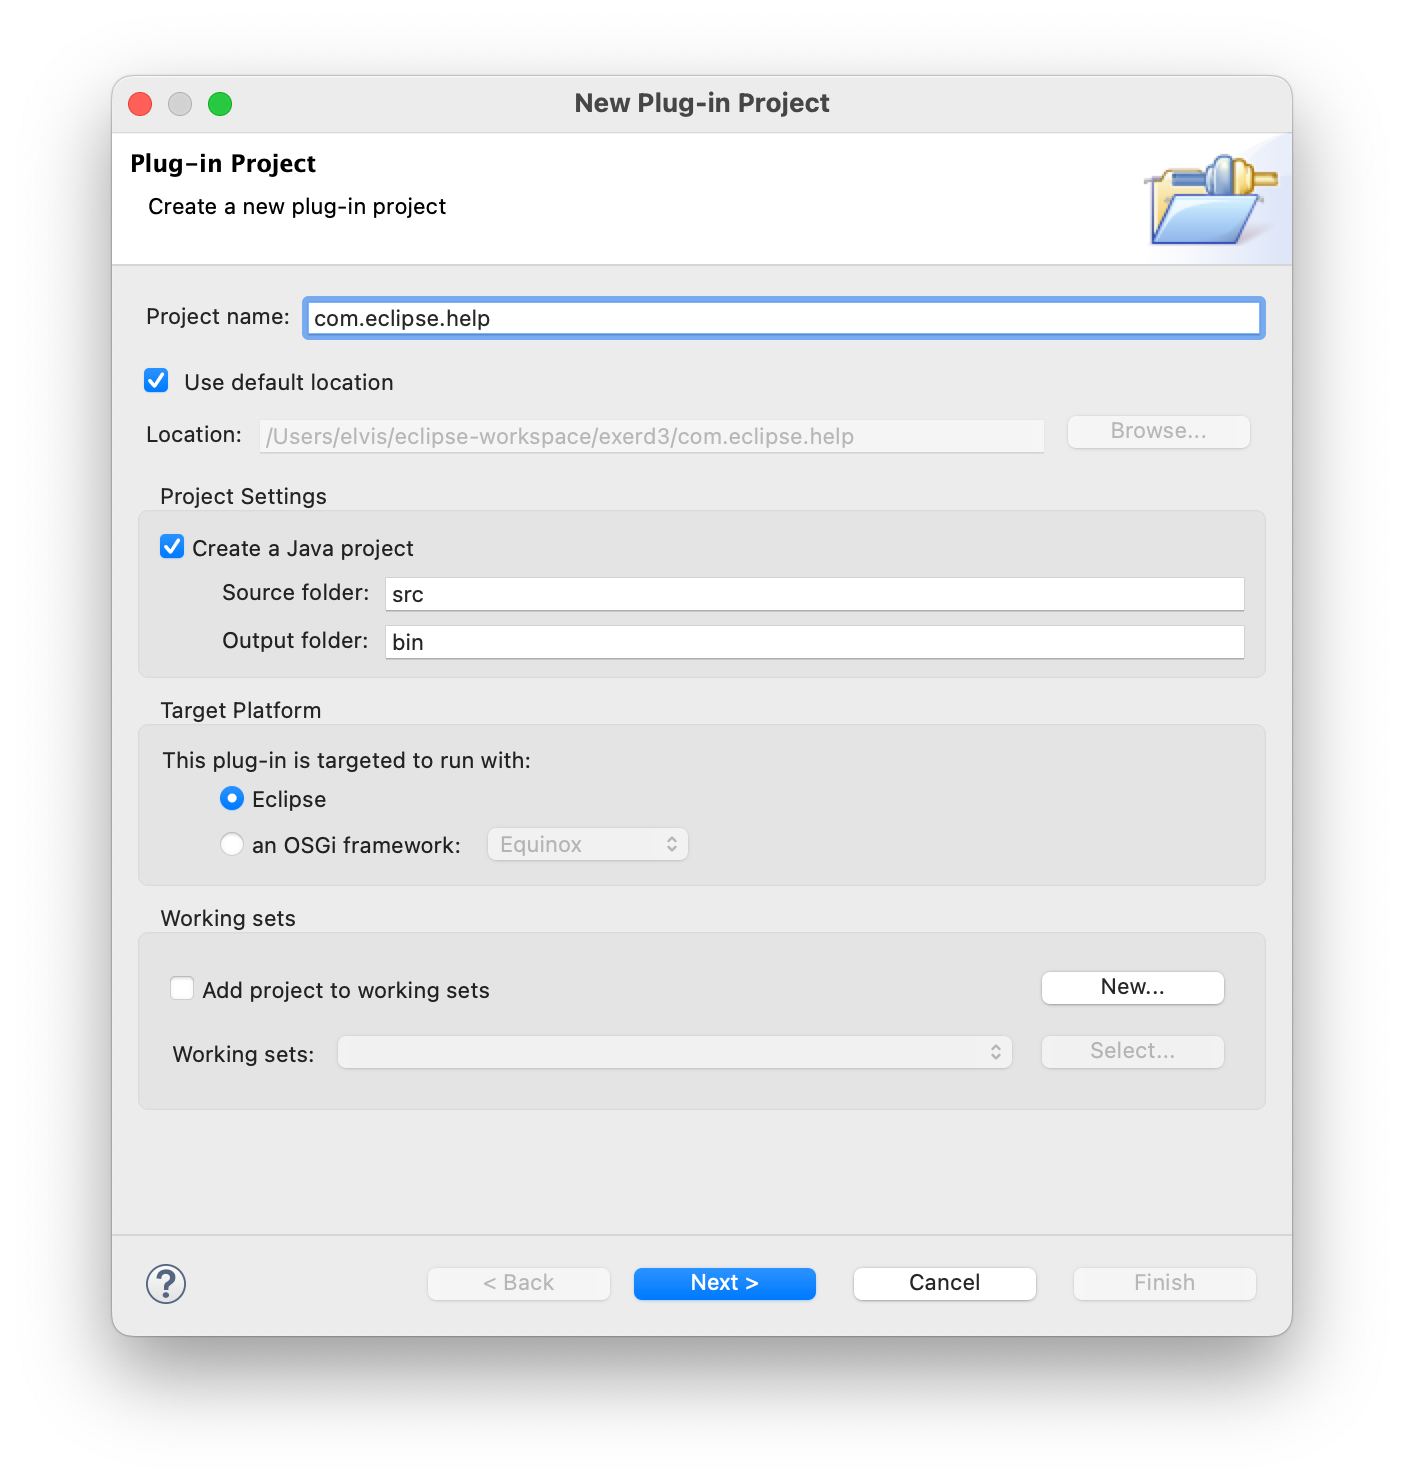 New Plug-in Project
Plug-in Project
Create a new plug-in project
Project name: com.eclipse.help
Use default location
Location: /Users/elvis/eclipse-workspace/exerd3/com.eclipse.help Browse...
Project Settings
Create a Java project
Source folder: src
Output folder: bin
Target Platform
This plug-in is targeted to run with:
Eclipse
an OSGi framework: Equinox
Working sets
Add project to working sets New...
Working sets: Select...
? < Back Next > Cancel Finish